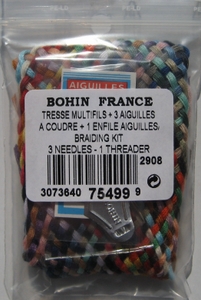 AIGUILLES
BOHIN FRANCE
TRESSE MULTIFILS + 3 AIGUILLES
A COUDRE + 1 ENFILE AIGUILLES/
BRAIDING KIT
3 NEEDLES - 1 THREADER
2908
3073640 75499 9